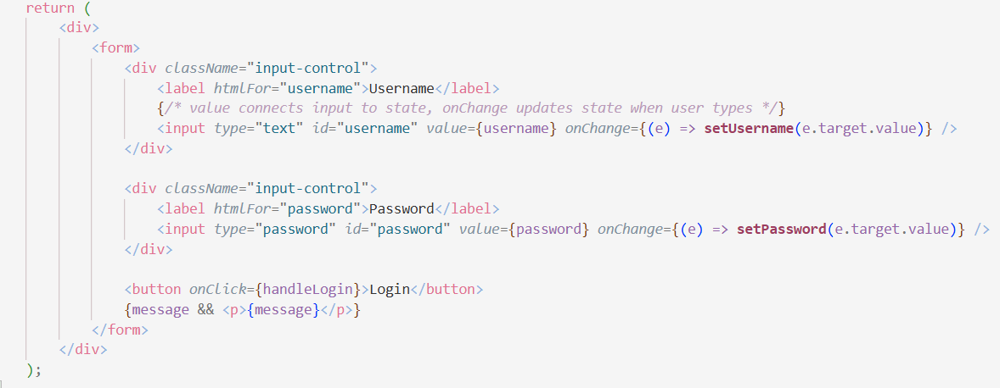 return (
<div>
<form>
<div className="input-control">
<label htmlFor="username">Username</label>
{/* value connects input to state, onChange updates state when user types */}
<input type="text" id="username" value={username} onChange={(e) => setUsername(e.target.value)} />
</div>
<div className="input-control">
<label htmlFor="password">Password</label>
<input type="password" id="password" value={password} onChange={(e) => setPassword(e.target.value)} />
</div>
<button onClick={handleLogin}>Login</button>
{message && <p>{message}</p>}
</form>
</div>
);